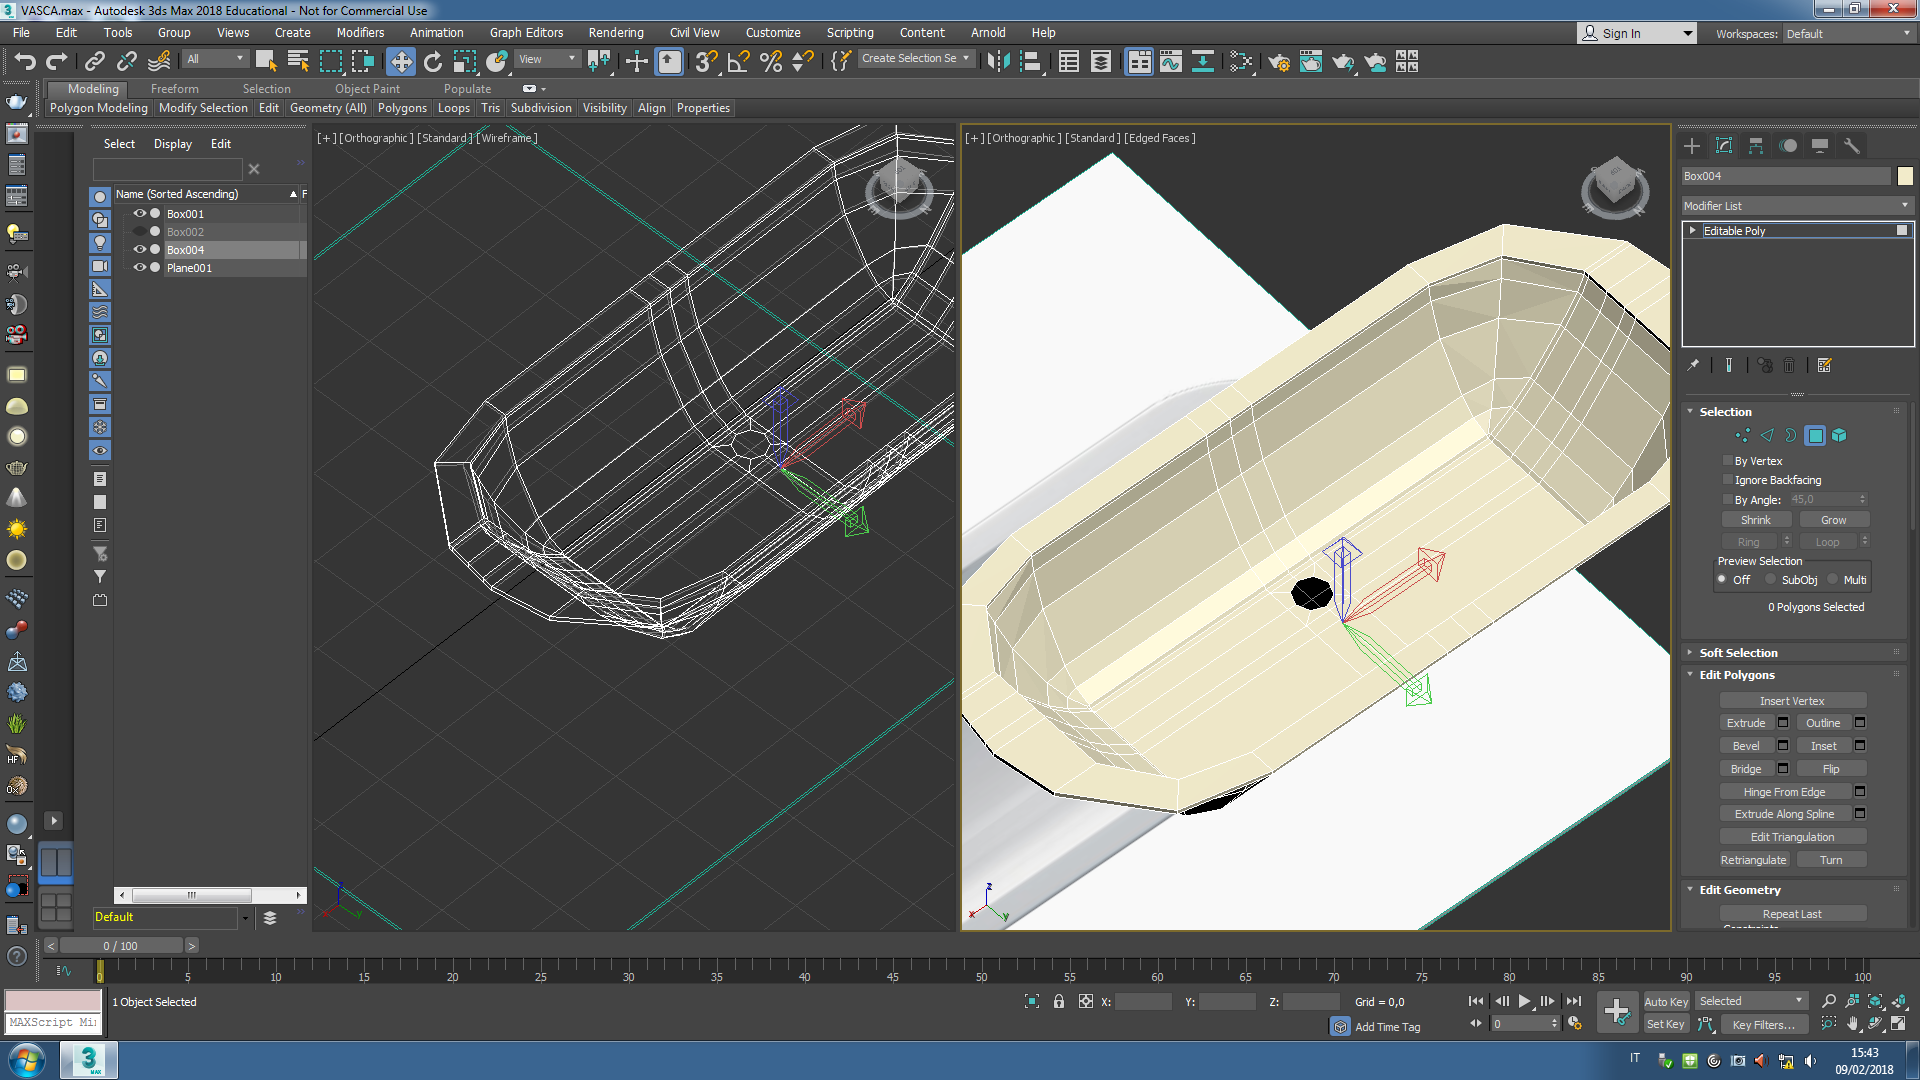 VASCA.max - Autodesk 3ds Max 2018 Educational - Not for Commercial Use
File Edit Tools Group Views Create Modifiers Animation Graph Editors Rendering Civil View Customize Scripting Content Arnold Help
Sign In
Workspaces: Default
All
View
Create Selection Se
Modeling Freeform Selection Object Paint Populate
Polygon Modeling Modify Selection Edit Geometry (All) Polygons Loops Tris Subdivision Visibility Align Properties
Select Display Edit
Name (Sorted Ascending) F
Box001
Box002
Box004
Plane001
Default
[+] [Orthographic] [Standard] [Wireframe]
[+] [Orthographic] [Standard] [Edged Faces]
z
y
z
x
y
Box004
Modifier List
Editable Poly
Selection
By Vertex
Ignore Backfacing
By Angle: 45,0
Shrink Grow
Ring Loop
Preview Selection
Off SubObj Multi
0 Polygons Selected
Soft Selection
Edit Polygons
Insert Vertex
Extrude Outline
Bevel Inset
Bridge Flip
Hinge From Edge
Extrude Along Spline
Edit Triangulation
Retriangulate Turn
Edit Geometry
Repeat Last
Constraints
< 0 / 100 >
0 5 10 15 20 25 30 35 40 45 50 55 60 65 70 75 80 85 90 95 100
1 Object Selected
MAXScript Mi
X: Y: Z: Grid = 0,0
Add Time Tag
0
Auto Key Selected
Set Key Key Filters...
3 MAX
IT
15:43
09/02/2018